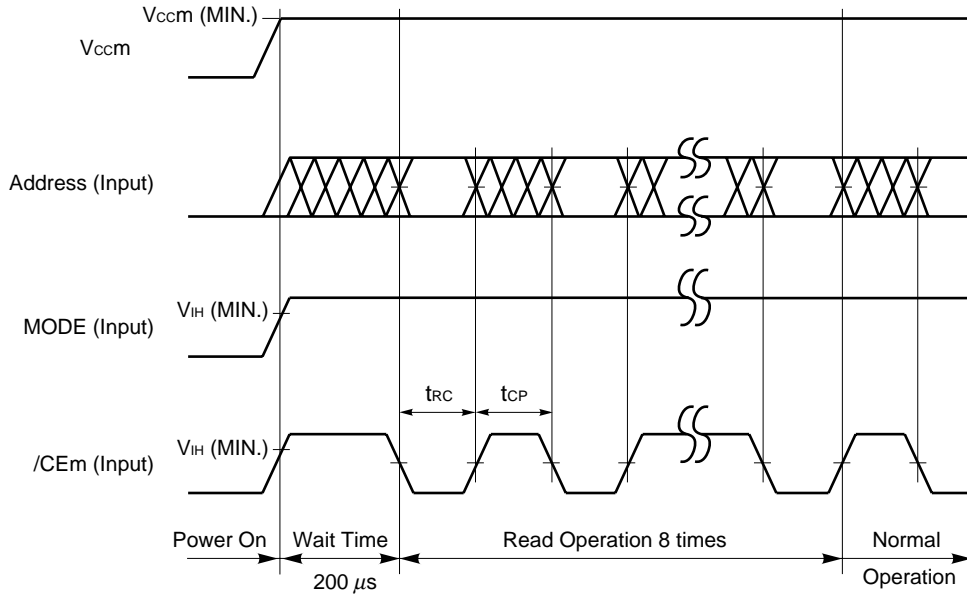 VCCm (MIN.)
VCCm
Address (Input)
VIH (MIN.)
MODE (Input)
tRC tCP
VIH (MIN.)
/CEm (Input)
Power On Wait Time Read Operation 8 times Normal
200 μs Operation